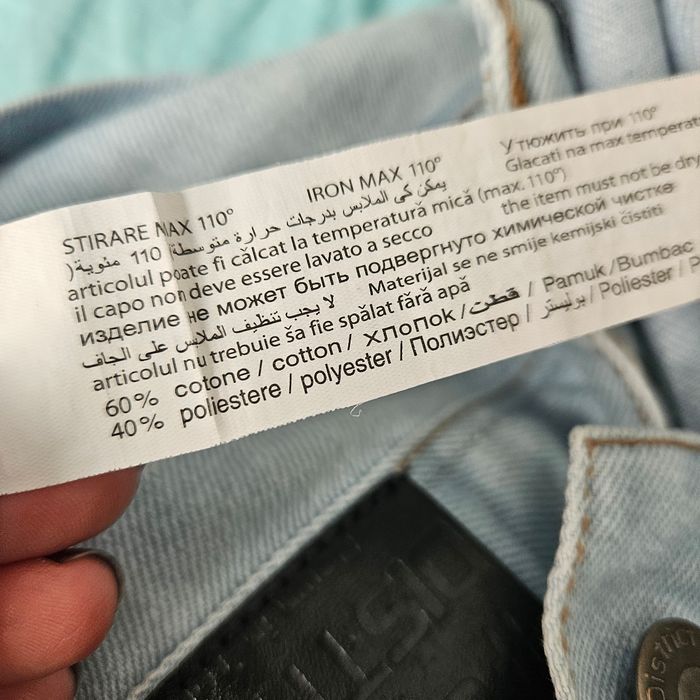 STIRARE MAX 110° IRON MAX 110° Утюжить при 110°
يمكن كي الملابس بدرجات حرارة متوسطة( 110 مئوية) Glacati na max temperat
articolul poate fi călcat la temperatură mică (max. 110°)
il capo non deve essere lavato a secco the item must not be dry
изделие не может быть подвергнуто химической чистке
لا يجب تنظيف الملابس على الجاف Materijal se ne smije kemijski čistiti
articolul nu trebuie ša fie spălat fără apă
60% cotone / cotton / хлопок / قطن / Pamuk / Bumbac
40% poliestere / polyester / Полиэстер / بوليستر / Poliester / P